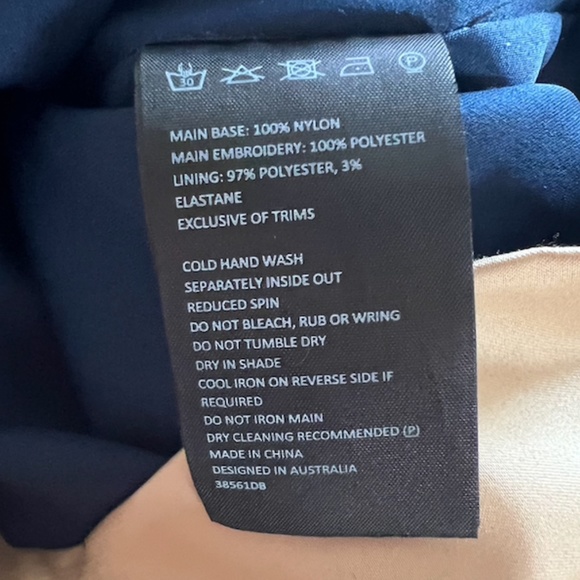 30 P
MAIN BASE: 100% NYLON
MAIN EMBROIDERY: 100% POLYESTER
LINING: 97% POLYESTER, 3%
ELASTANE
EXCLUSIVE OF TRIMS
COLD HAND WASH
SEPARATELY INSIDE OUT
REDUCED SPIN
DO NOT BLEACH, RUB OR WRING
DO NOT TUMBLE DRY
DRY IN SHADE
COOL IRON ON REVERSE SIDE IF
REQUIRED
DO NOT IRON MAIN
DRY CLEANING RECOMMENDED (P)
MADE IN CHINA
DESIGNED IN AUSTRALIA
38561DB